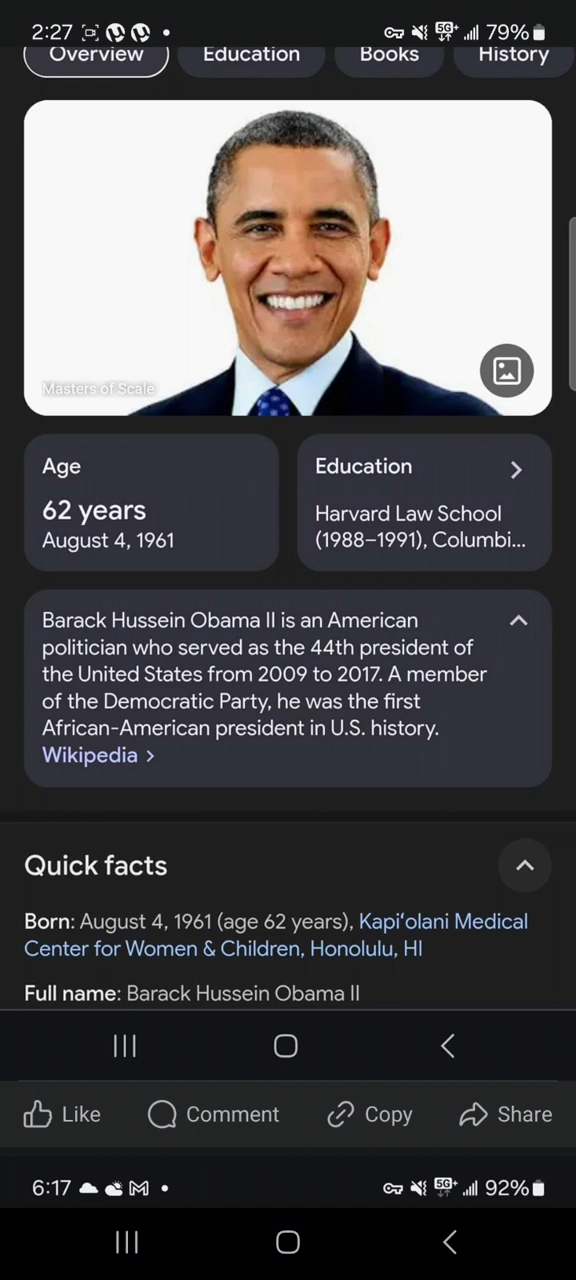 2:27 79%
Overview Education Books History
Masters of Scale
Age
62 years
August 4, 1961
Education
Harvard Law School
(1988–1991), Columbi...
Barack Hussein Obama II is an American
politician who served as the 44th president of
the United States from 2009 to 2017. A member
of the Democratic Party, he was the first
African-American president in U.S. history.
Wikipedia >
Quick facts
Born: August 4, 1961 (age 62 years), Kapiʻolani Medical
Center for Women & Children, Honolulu, HI
Full name: Barack Hussein Obama II
Like Comment Copy Share
6:17 5G+ 92%